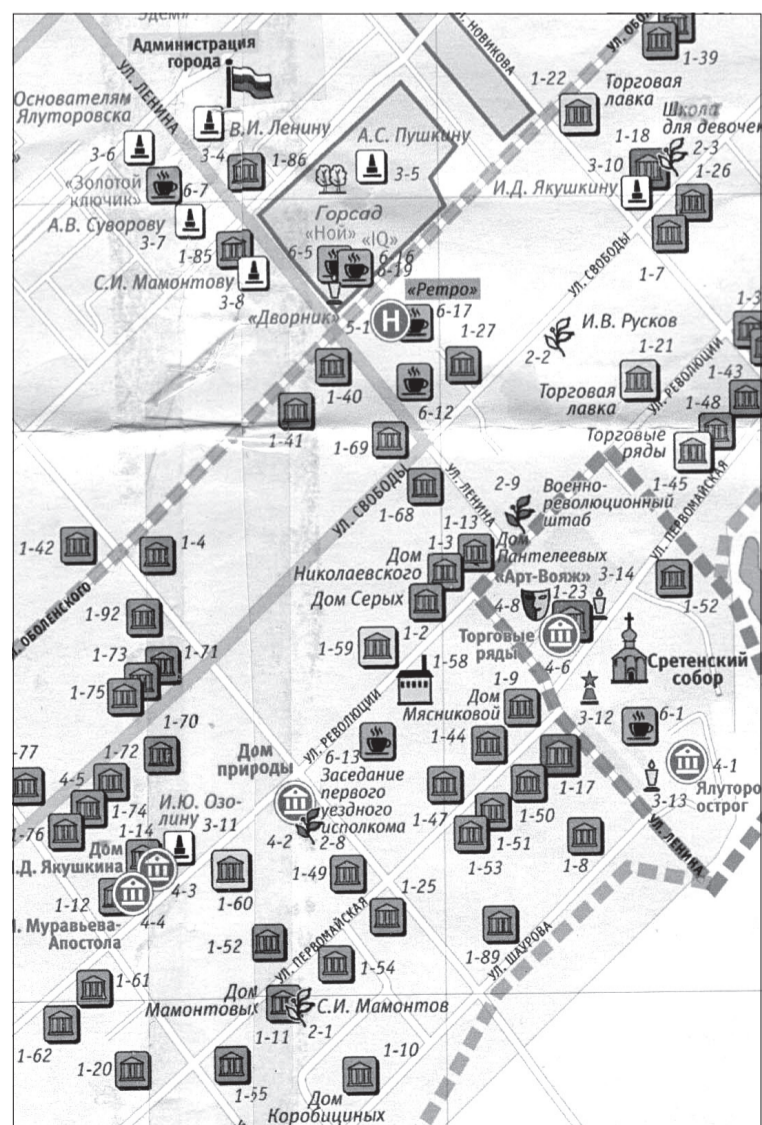 Эдем»
Администрация
города
УЛ. ЛЕНИНА
НОВИКОВА
1-39
1-22
Торговая
лавка
Основателям
Ялуторовска
В.И. Ленину
3-4
1-86
А.С. Пушкину
3-5
Школа
для девочек
1-18
2-3
3-10
1-26
И.Д. Якушкину
3-6
«Золотой
ключик»
6-7
А.В. Суворову
3-7
1-85
С.И. Мамонтову
3-8
Горсад
«Ной»
«IQ»
6-5
6-16
6-19
1-7
УЛ. СВОБОДЫ
«Ретро»
«Дворник»
5-1
Н
6-17
1-27
И.В. Русков
2-2
1-21
Торговая
лавка
УЛ. РЕВОЛЮЦИИ
1-43
1-48
Торговые
ряды
1-45
1-40
6-12
1-41
1-69
УЛ. СВОБОДЫ
1-68
УЛ. ЛЕНИНА
2-9
Военно-
революционный
штаб
УЛ. ПЕРВОМАЙСКАЯ
1-42
1-4
1-13
1-3
Дом
Николаевского
Дом
Пантелеевых
«Арт-Вояж»
3-14
4-8
1-23
1-52
Дом Серых
1-2
ОБОЛЕНСКОГО
1-92
1-73
1-71
1-75
1-59
1-58
Торговые
ряды
4-6
Сретенский
собор
1-9
Дом
Мясниковой
3-12
6-1
1-70
УЛ. РЕВОЛЮЦИИ
1-44
-77
1-72
Дом
природы
6-13
Заседание
первого
уездного
исполкома
4-1
Ялуторо
острог
3-13
4-5
1-74
1-76
И.Ю. Озо-
лину
3-11
1-14
Дом
И.Д. Якушкина
4-3
4-2
2-8
1-47
1-17
1-50
1-51
1-53
1-8
УЛ. ЛЕНИНА
1-12
4-4
Муравьева-
Апостола
1-60
1-49
1-25
1-52
УЛ. ПЕРВОМАЙСКАЯ
1-54
1-89
УЛ. ШАУРОВА
1-61
Дом
Мамонтовых
С.И. Мамонтов
1-11
2-1
1-62
1-20
1-55
1-10
Дом
Коробициных